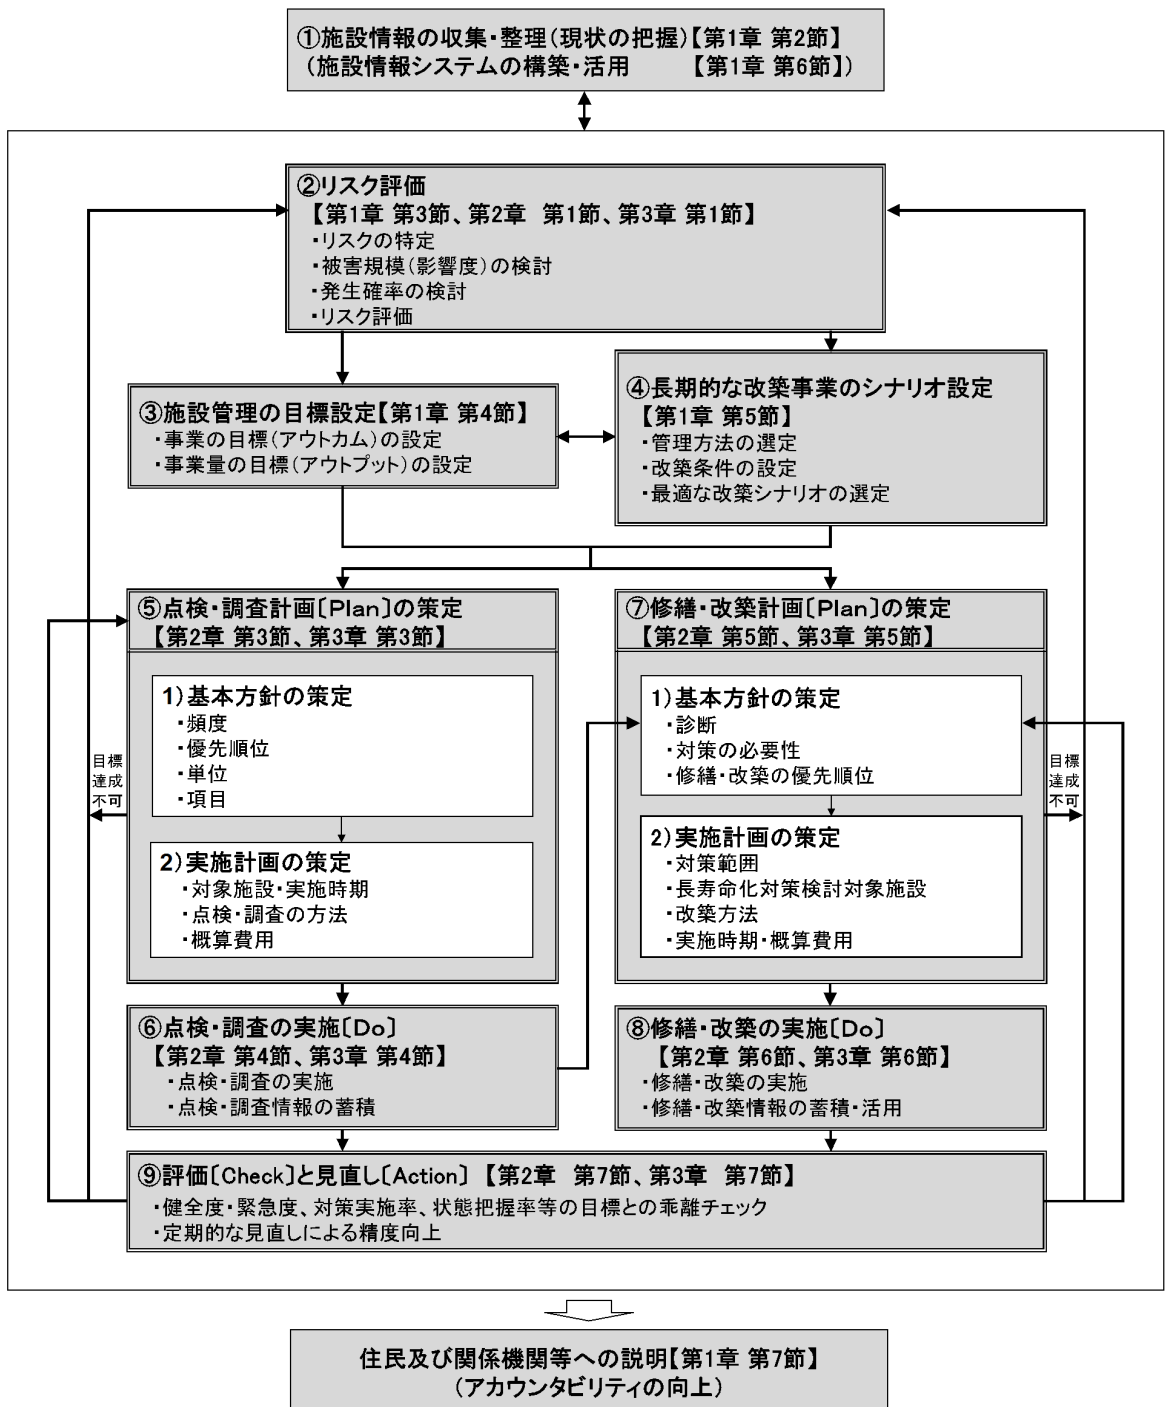 ①施設情報の収集・整理(現状の把握)【第1章 第2節】
(施設情報システムの構築・活用 【第1章 第6節】)
②リスク評価
【第1章 第3節、第2章 第1節、第3章 第1節】
・リスクの特定
・被害規模(影響度)の検討
・発生確率の検討
・リスク評価
③施設管理の目標設定【第1章 第4節】
・事業の目標(アウトカム)の設定
・事業量の目標(アウトプット)の設定
④長期的な改築事業のシナリオ設定
【第1章 第5節】
・管理方法の選定
・改築条件の設定
・最適な改築シナリオの選定
⑤点検・調査計画〔Plan〕の策定
【第2章 第3節、第3章 第3節】
1)基本方針の策定
・頻度
・優先順位
・単位
・項目
2)実施計画の策定
・対象施設・実施時期
・点検・調査の方法
・概算費用
目標
達成
不可
⑦修繕・改築計画〔Plan〕の策定
【第2章 第5節、第3章 第5節】
1)基本方針の策定
・診断
・対策の必要性
・修繕・改築の優先順位
2)実施計画の策定
・対策範囲
・長寿命化対策検討対象施設
・改築方法
・実施時期・概算費用
目標
達成
不可
⑥点検・調査の実施〔Do〕
【第2章 第4節、第3章 第4節】
・点検・調査の実施
・点検・調査情報の蓄積
⑧修繕・改築の実施〔Do〕
【第2章 第6節、第3章 第6節】
・修繕・改築の実施
・修繕・改築情報の蓄積・活用
⑨評価〔Check〕と見直し〔Action〕 【第2章 第7節、第3章 第7節】
・健全度・緊急度、対策実施率、状態把握率等の目標との乖離チェック
・定期的な見直しによる精度向上
住民及び関係機関等への説明【第1章 第7節】
(アカウンタビリティの向上)